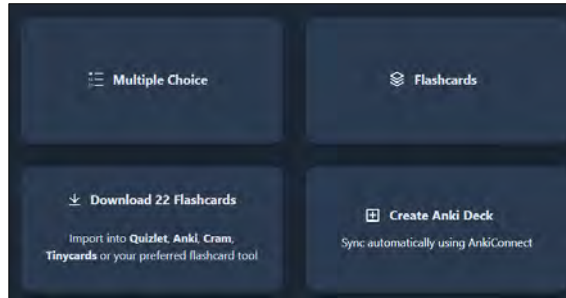 Multiple Choice
Flashcards
Download 22 Flashcards
Import into Quizlet, Anki, Cram,
Tinycards or your preferred flashcard tool
Create Anki Deck
Sync automatically using AnkiConnect